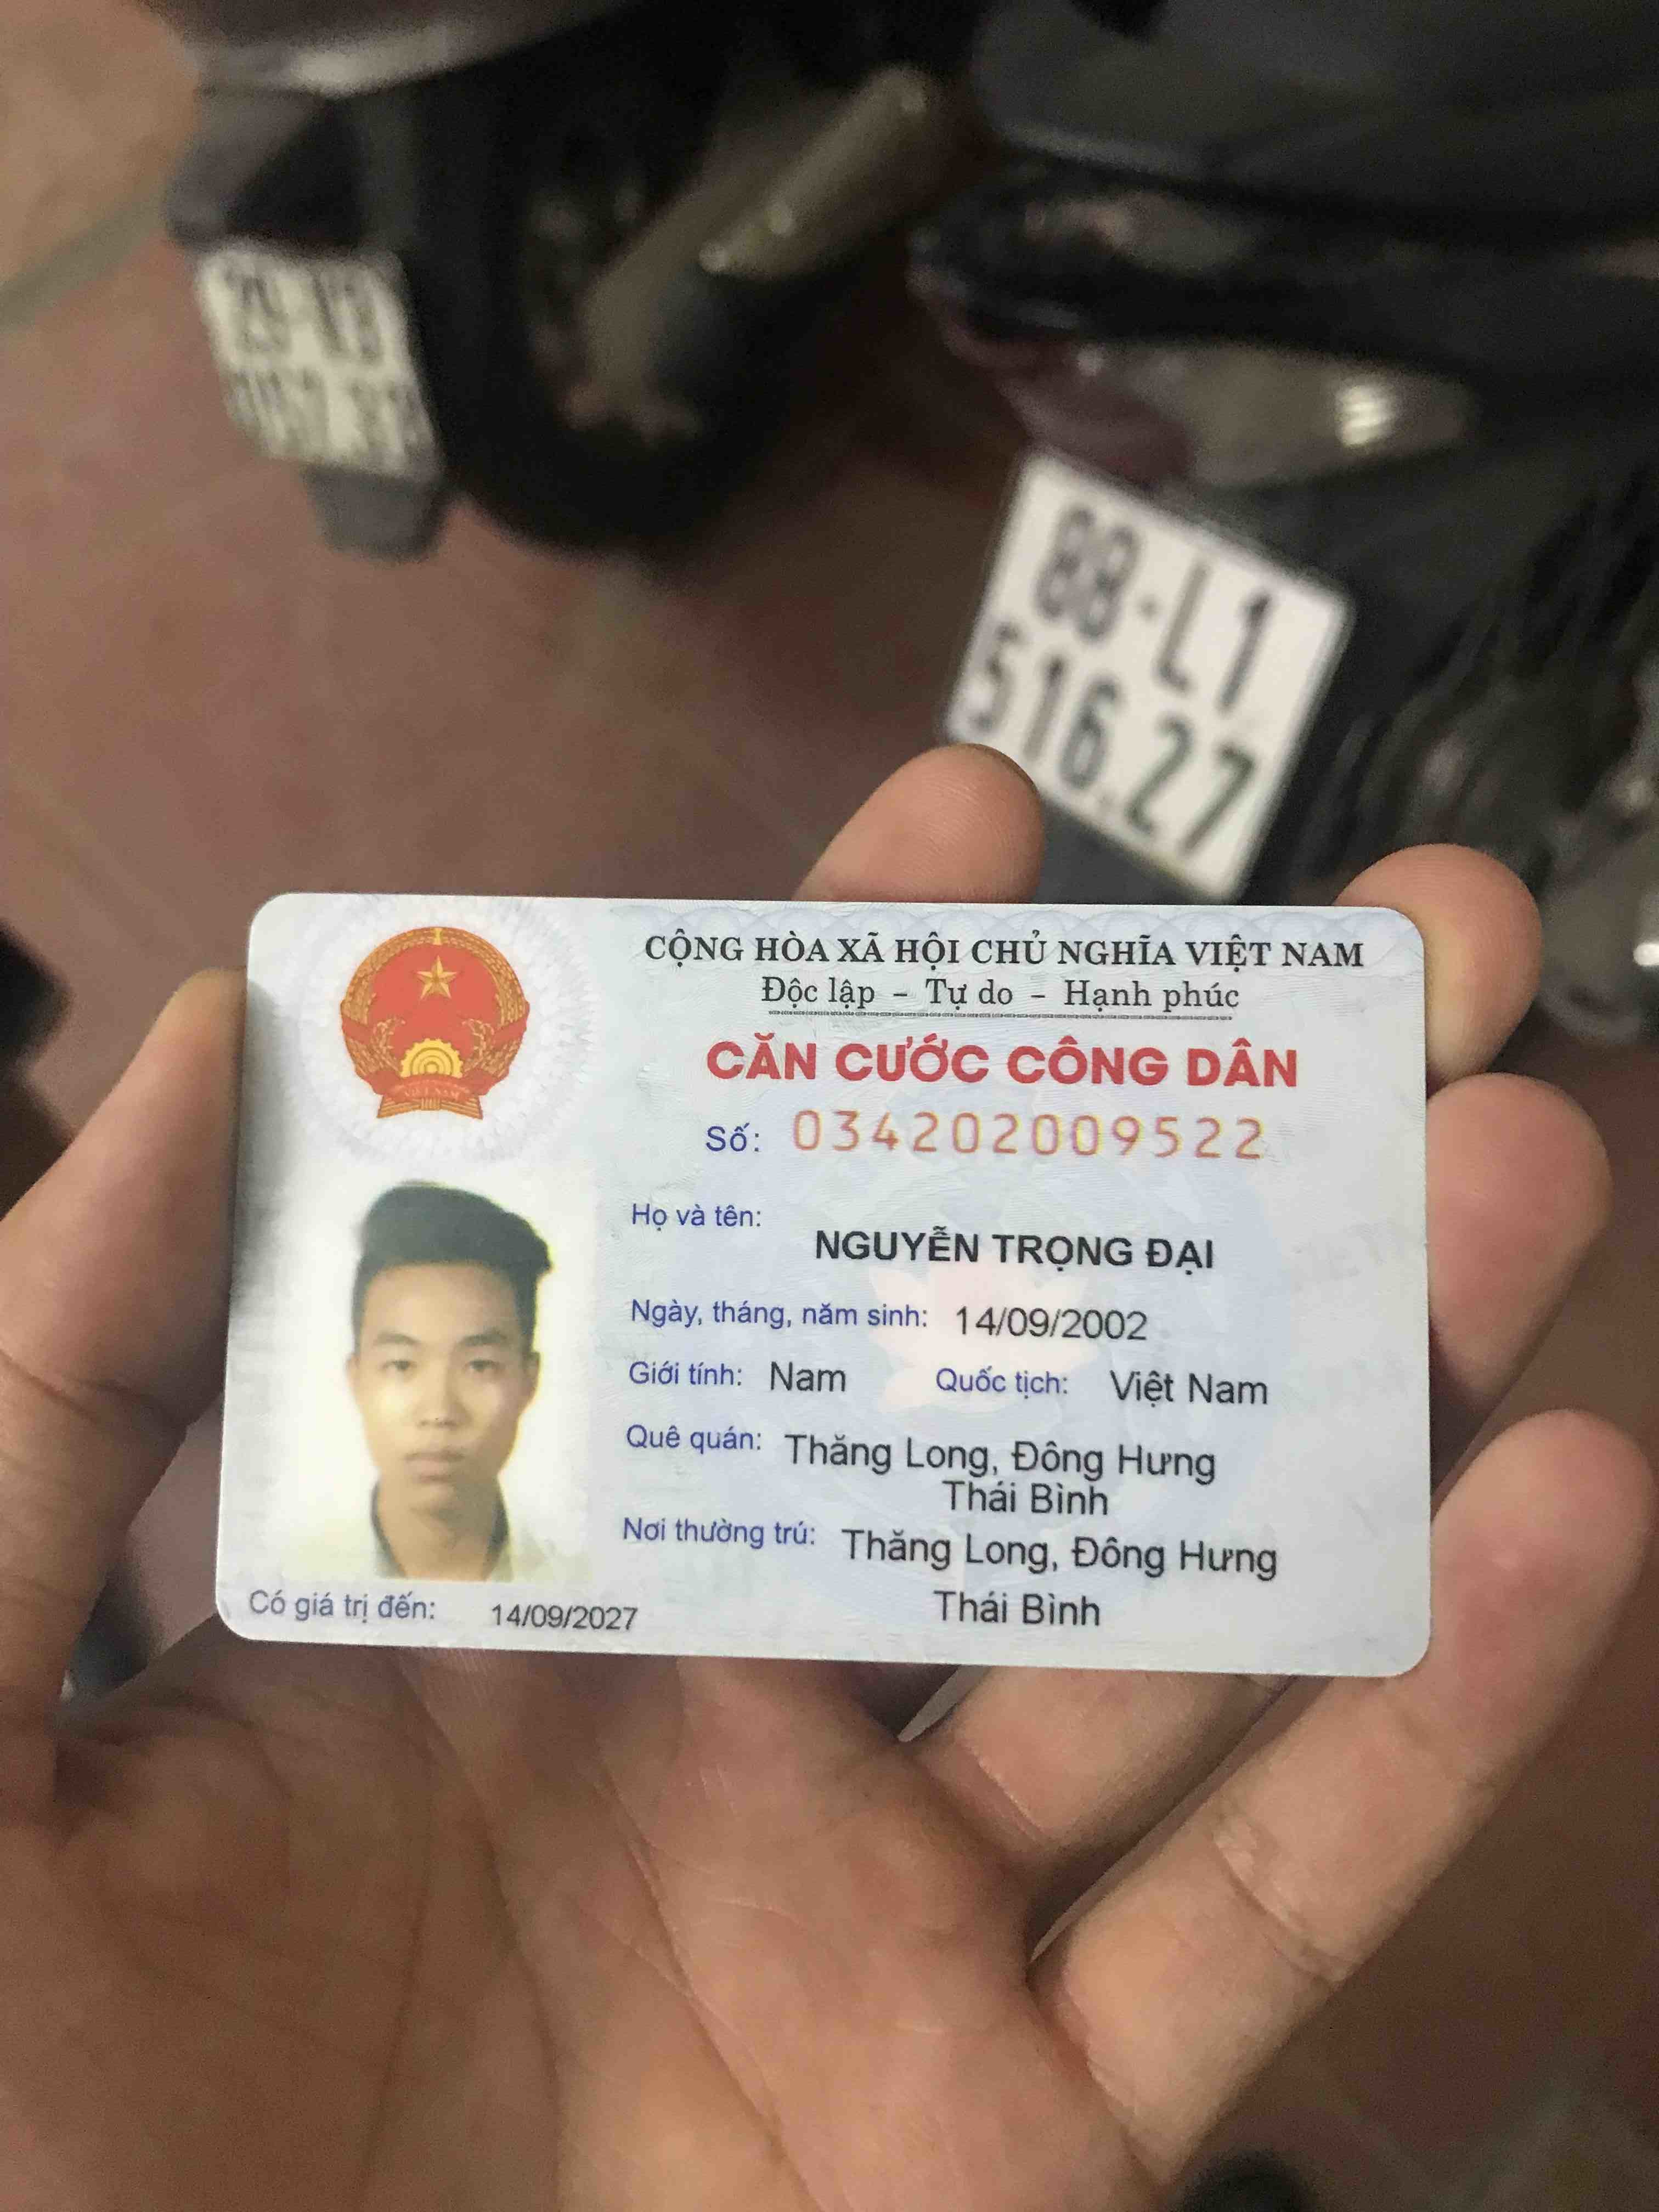 88-L1
516.27
CỘNG HÒA XÃ HỘI CHỦ NGHĨA VIỆT NAM
Độc lập - Tự do - Hạnh phúc
CĂN CƯỚC CÔNG DÂN
Số: 034202009522
Họ và tên:
NGUYỄN TRỌNG ĐẠI
Ngày, tháng, năm sinh: 14/09/2002
Giới tính: Nam Quốc tịch: Việt Nam
Quê quán: Thăng Long, Đông Hưng
Thái Bình
Nơi thường trú: Thăng Long, Đông Hưng
Thái Bình
Có giá trị đến: 14/09/2027